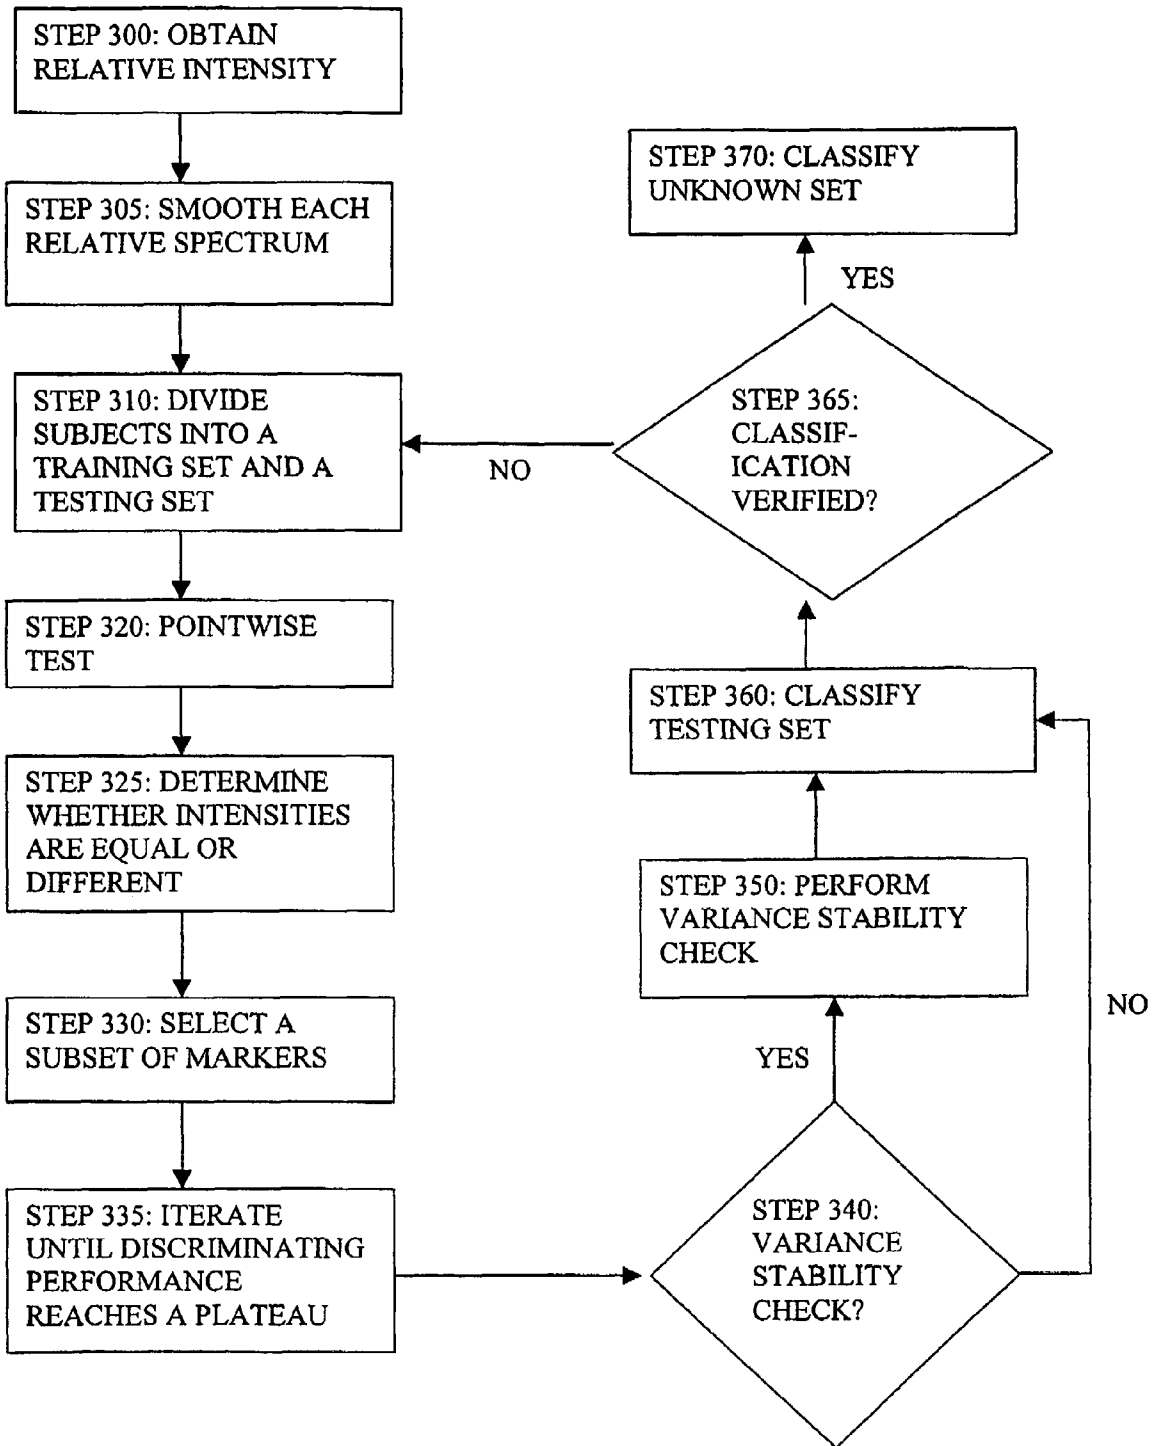 STEP 300: OBTAIN
RELATIVE INTENSITY
STEP 305: SMOOTH EACH
RELATIVE SPECTRUM
STEP 310: DIVIDE
SUBJECTS INTO A
TRAINING SET AND A
TESTING SET
STEP 320: POINTWISE
TEST
STEP 325: DETERMINE
WHETHER INTENSITIES
ARE EQUAL OR
DIFFERENT
STEP 330: SELECT A
SUBSET OF MARKERS
STEP 335: ITERATE
UNTIL DISCRIMINATING
PERFORMANCE
REACHES A PLATEAU
STEP 340:
VARIANCE
STABILITY
CHECK?
YES
NO
STEP 350: PERFORM
VARIANCE STABILITY
CHECK
STEP 360: CLASSIFY
TESTING SET
STEP 365:
CLASSIF-
ICATION
VERIFIED?
NO
YES
STEP 370: CLASSIFY
UNKNOWN SET